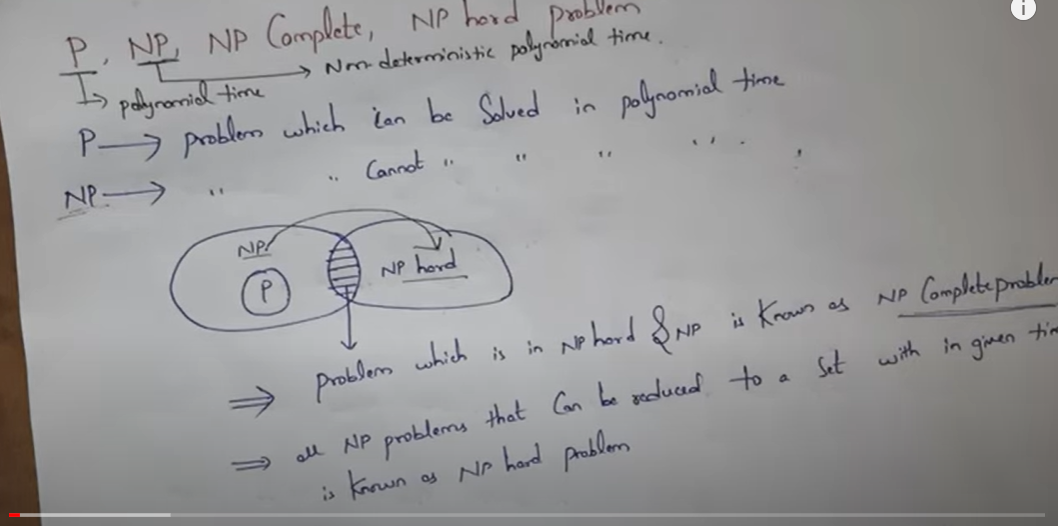 P, NP, NP Complete, NP hard problem
Non-deterministic polynomial time.
polynomial time
P → problem which can be Solved in polynomial time
NP → " " Cannot " " " " "
NP
P
NP hard
⇒ problem which is in NP hard & NP is known as NP Complete problem
⇒ all NP problems that Can be reduced to a Set with in given tim
is known as NP hard problem